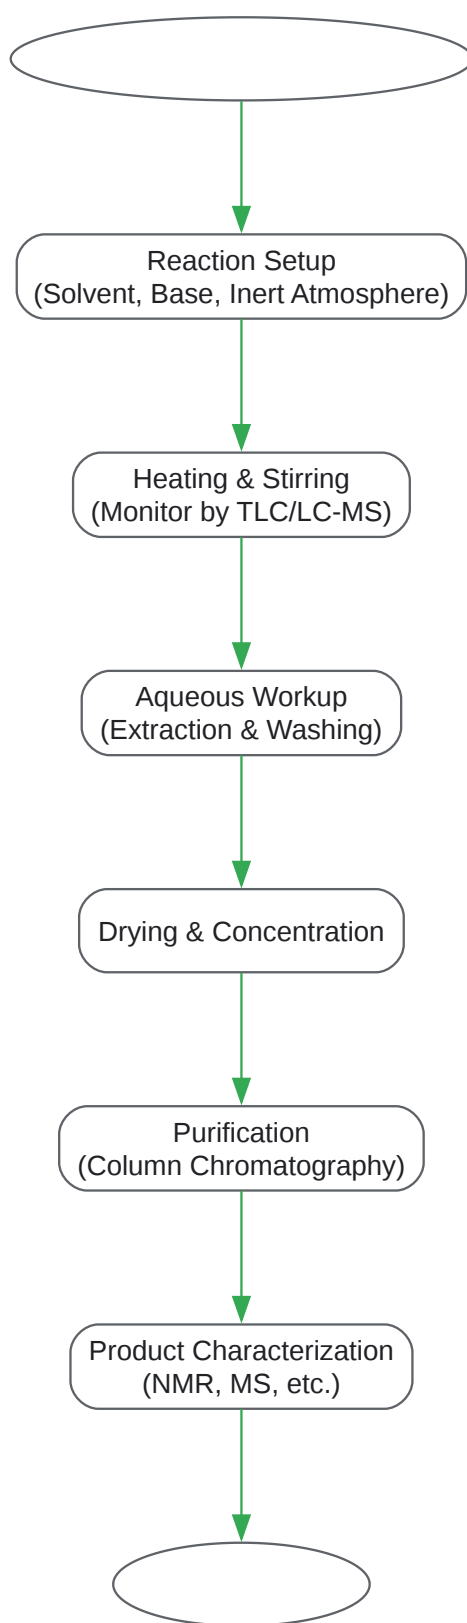 Reaction Setup
(Solvent, Base, Inert Atmosphere)
Heating & Stirring
(Monitor by TLC/LC-MS)
Aqueous Workup
(Extraction & Washing)
Drying & Concentration
Purification
(Column Chromatography)
Product Characterization
(NMR, MS, etc.)